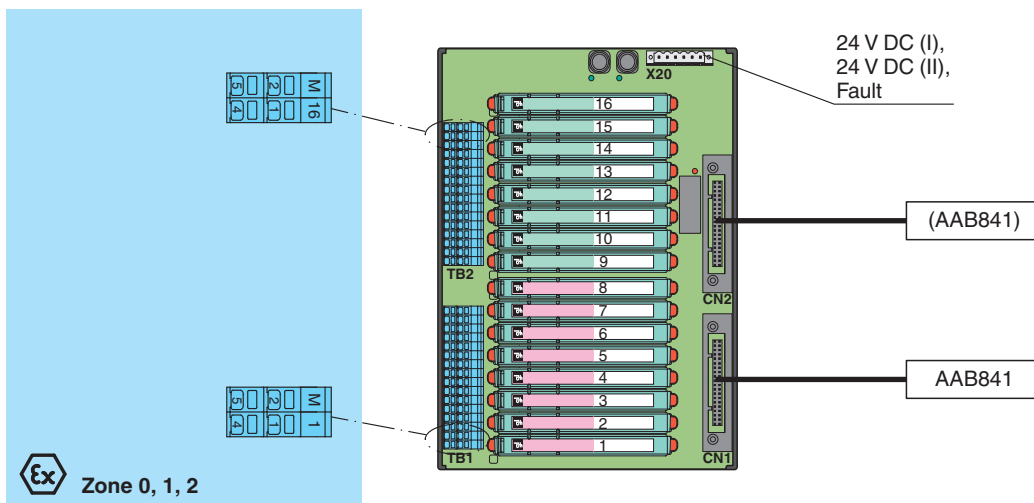 24 V DC (I),
24 V DC (II),
Fault
X20
5 2 M
4 1 16
16
15
14
13
12
11
10
9
TB2
8
7
6
5
4
3
2
1
TB1
(AAB841)
CN2
AAB841
CN1
5 2 M
4 1 1
Ex Zone 0, 1, 2